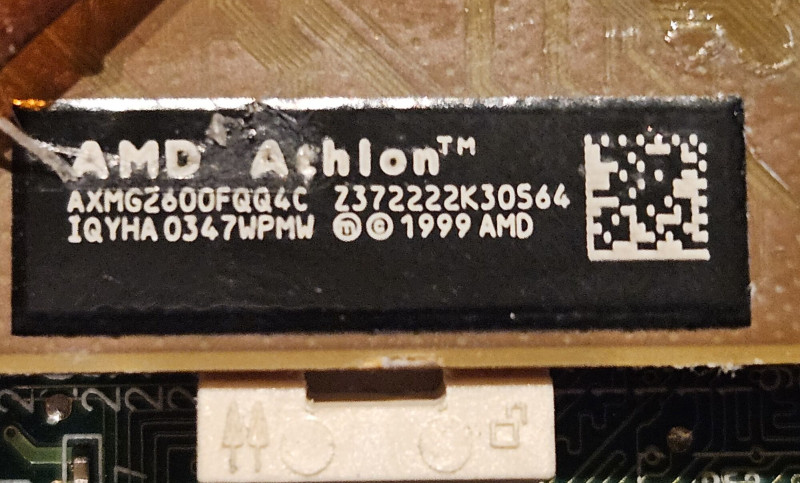 AMD Athlon™
AXMG2600FQQ4C Z372222K30564
IQYHA 0347WPMW ⓜ © 1999 AMD